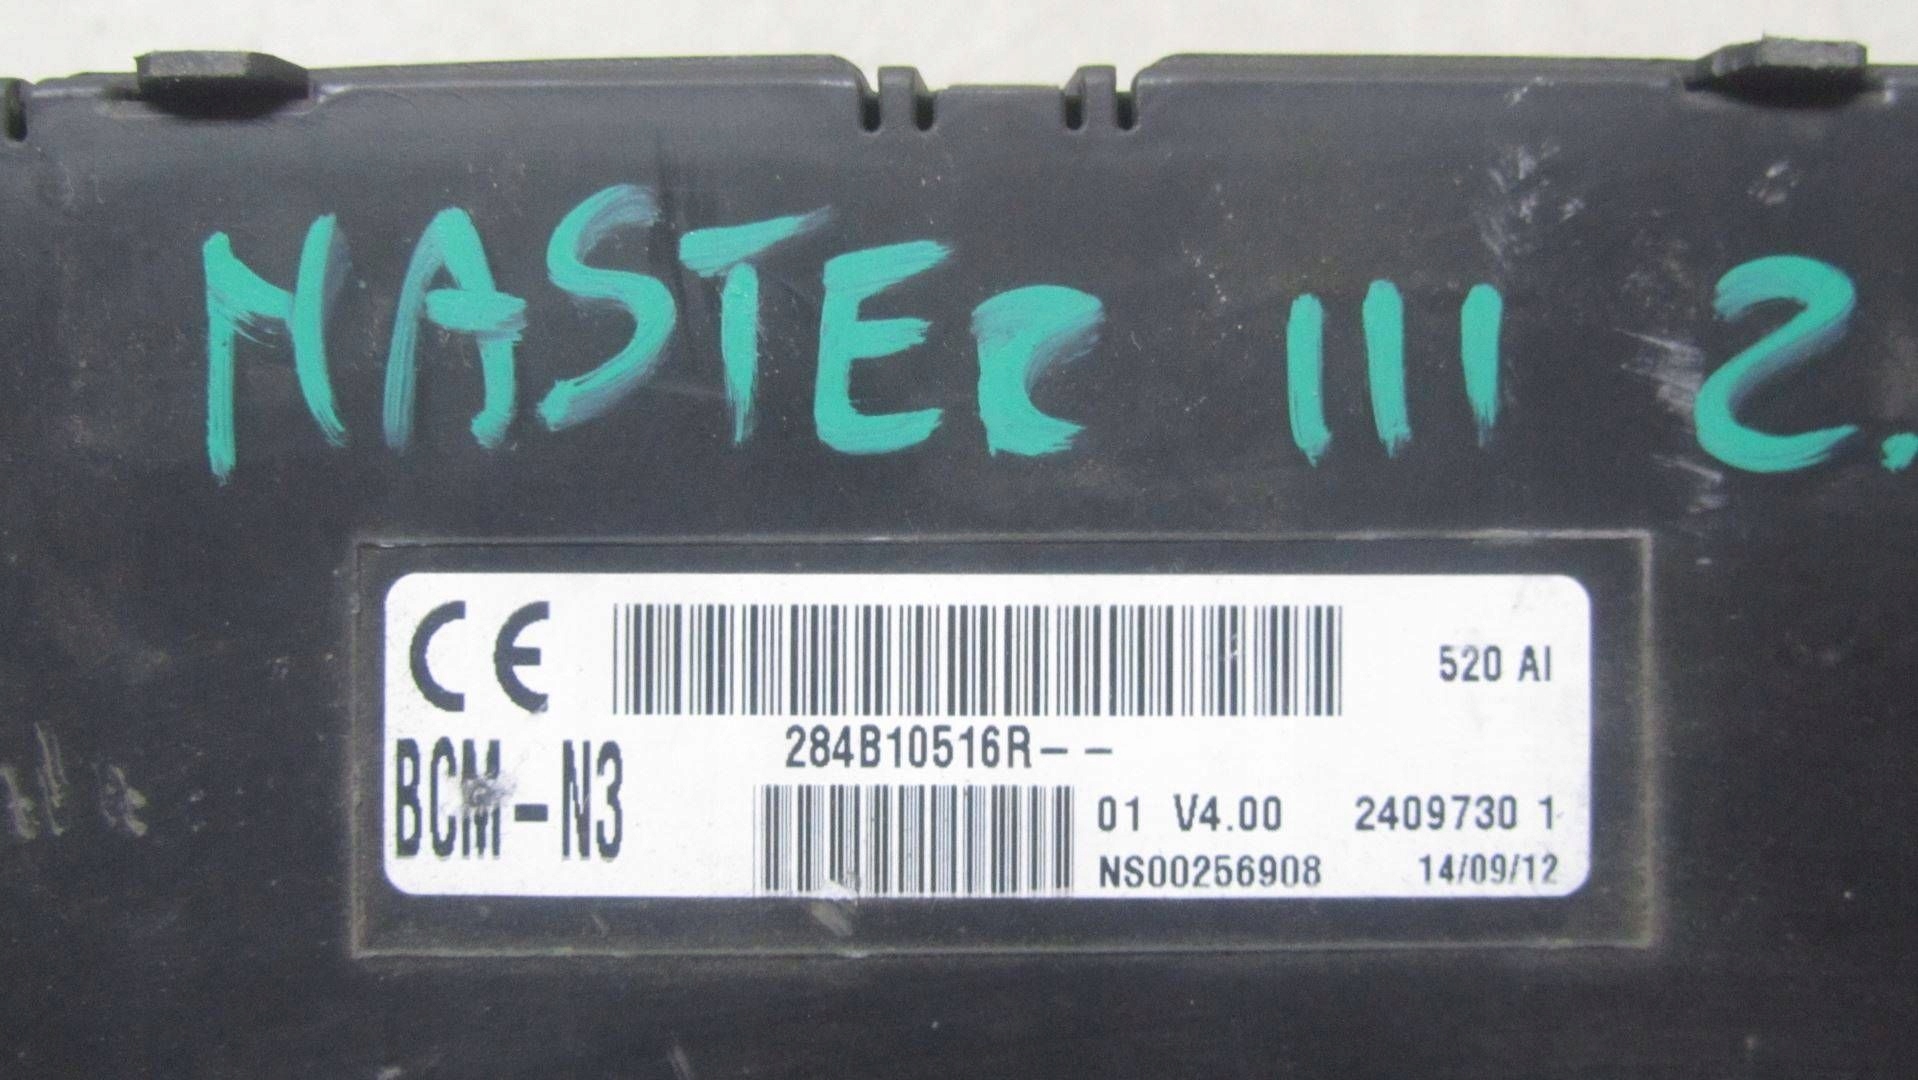 MASTER III 2.
CE 520 AI
284B10516R--
BCM-N3 01 V4.00 2409730 1
NS00256908 14/09/12